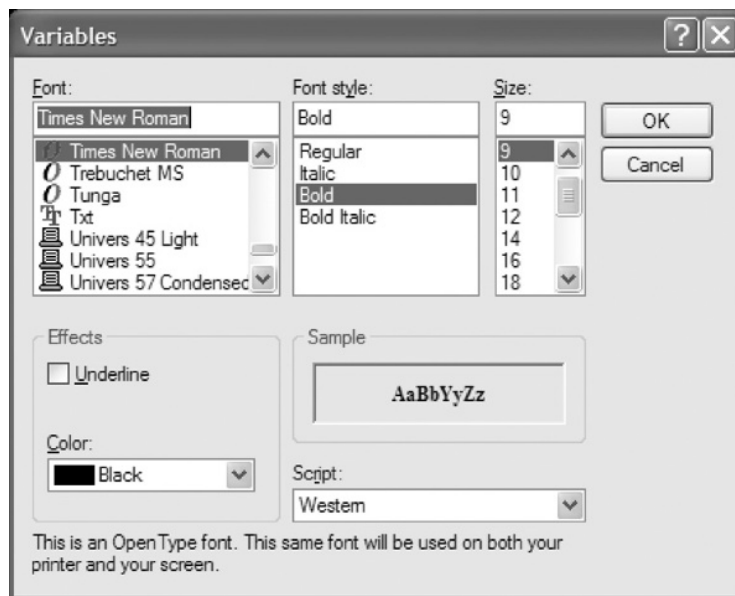 Variables
Font:
Times New Roman
Times New Roman
Trebuchet MS
Tunga
Txt
Univers 45 Light
Univers 55
Univers 57 Condensed
Font style:
Bold
Regular
Italic
Bold
Bold Italic
Size:
9
9
10
11
12
14
16
18
OK
Cancel
Effects
Underline
Color:
Black
Sample
AaBbYyZz
Script:
Western
This is an OpenType font. This same font will be used on both your
printer and your screen.